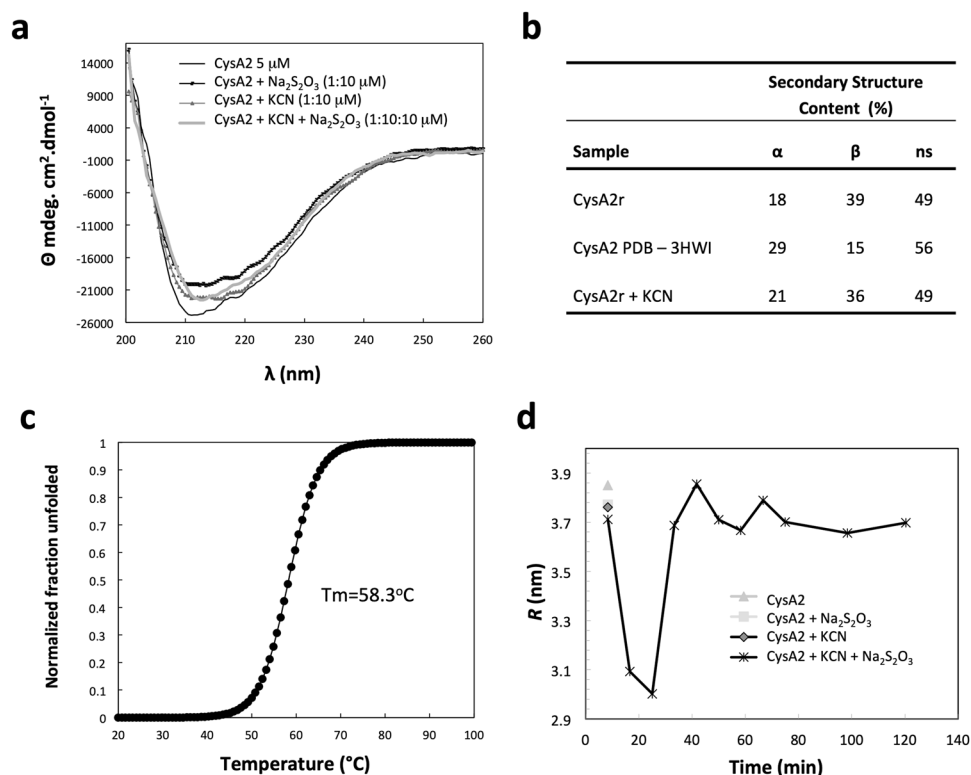 a
14000
9000
4000
-1000
-6000
-11000
-16000
-21000
-26000
Θ mdeg. cm².dmol⁻¹
CysA2 5 μM
CysA2 + Na₂S₂O₃ (1:10 μM)
CysA2 + KCN (1:10 μM)
CysA2 + KCN + Na₂S₂O₃ (1:10:10 μM)
200 210 220 230 240 250 260
λ (nm)
b
Secondary Structure
Content (%)
Sample α β ns
CysA2r 18 39 49
CysA2 PDB – 3HWI 29 15 56
CysA2r + KCN 21 36 49
c
1
0.9
0.8
0.7
0.6
0.5
0.4
0.3
0.2
0.1
0
Normalized fraction unfolded
Tm=58.3°C
20 30 40 50 60 70 80 90 100
Temperature (°C)
d
3.9
3.7
3.5
3.3
3.1
2.9
R (nm)
CysA2
CysA2 + Na₂S₂O₃
CysA2 + KCN
CysA2 + KCN + Na₂S₂O₃
0 20 40 60 80 100 120 140
Time (min)